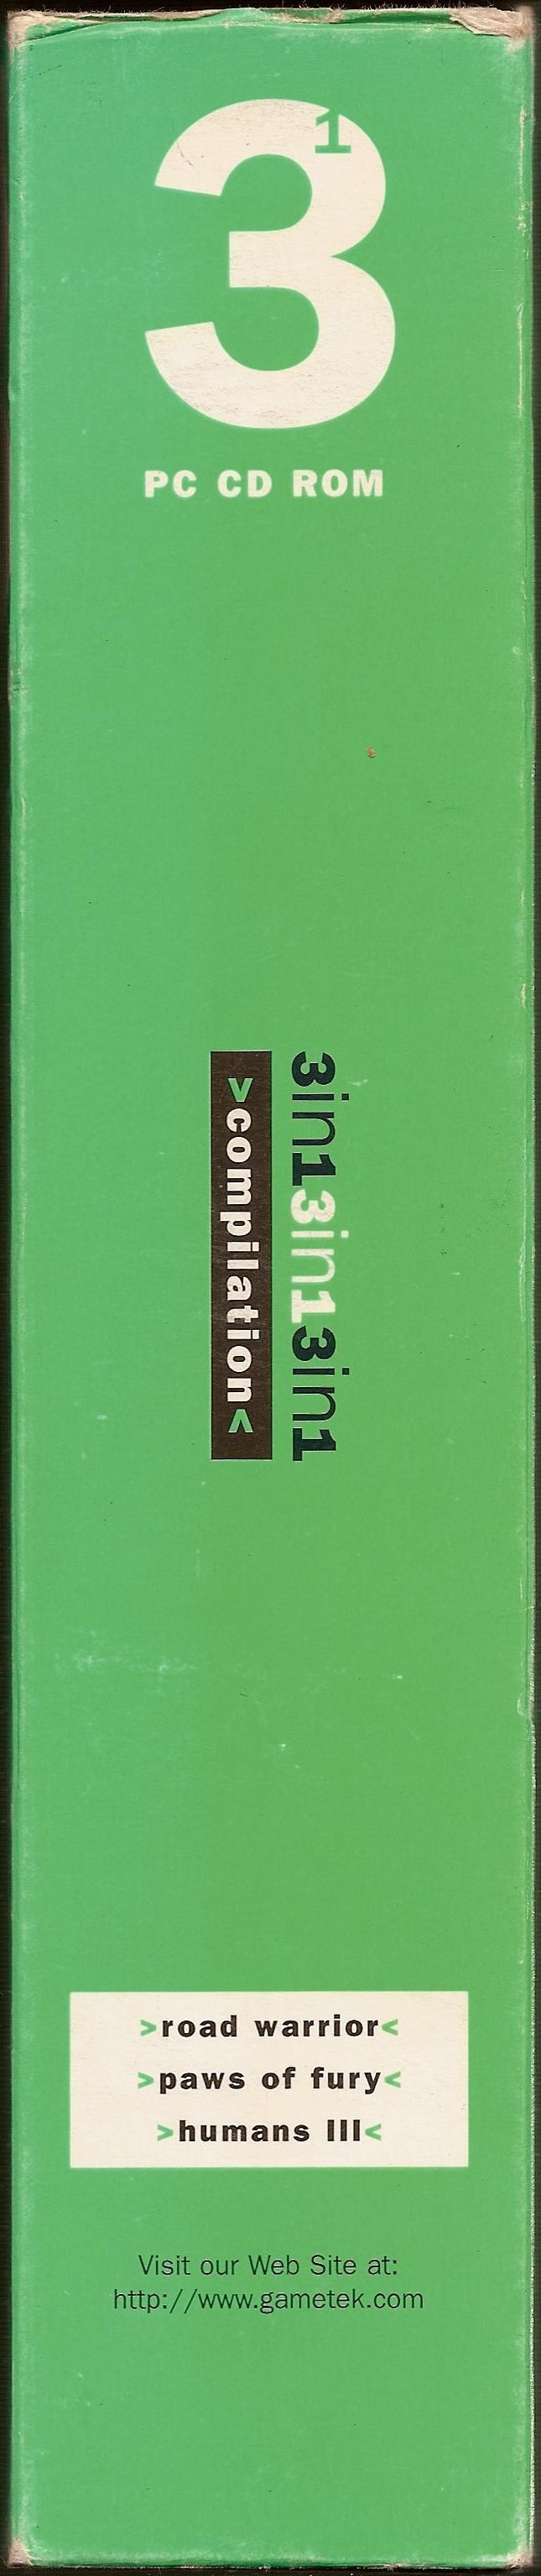 3
1
PC CD ROM
3in13in13in1
>compilation<
>road warrior<
>paws of fury<
>humans III<
Visit our Web Site at:
http://www.gametek.com